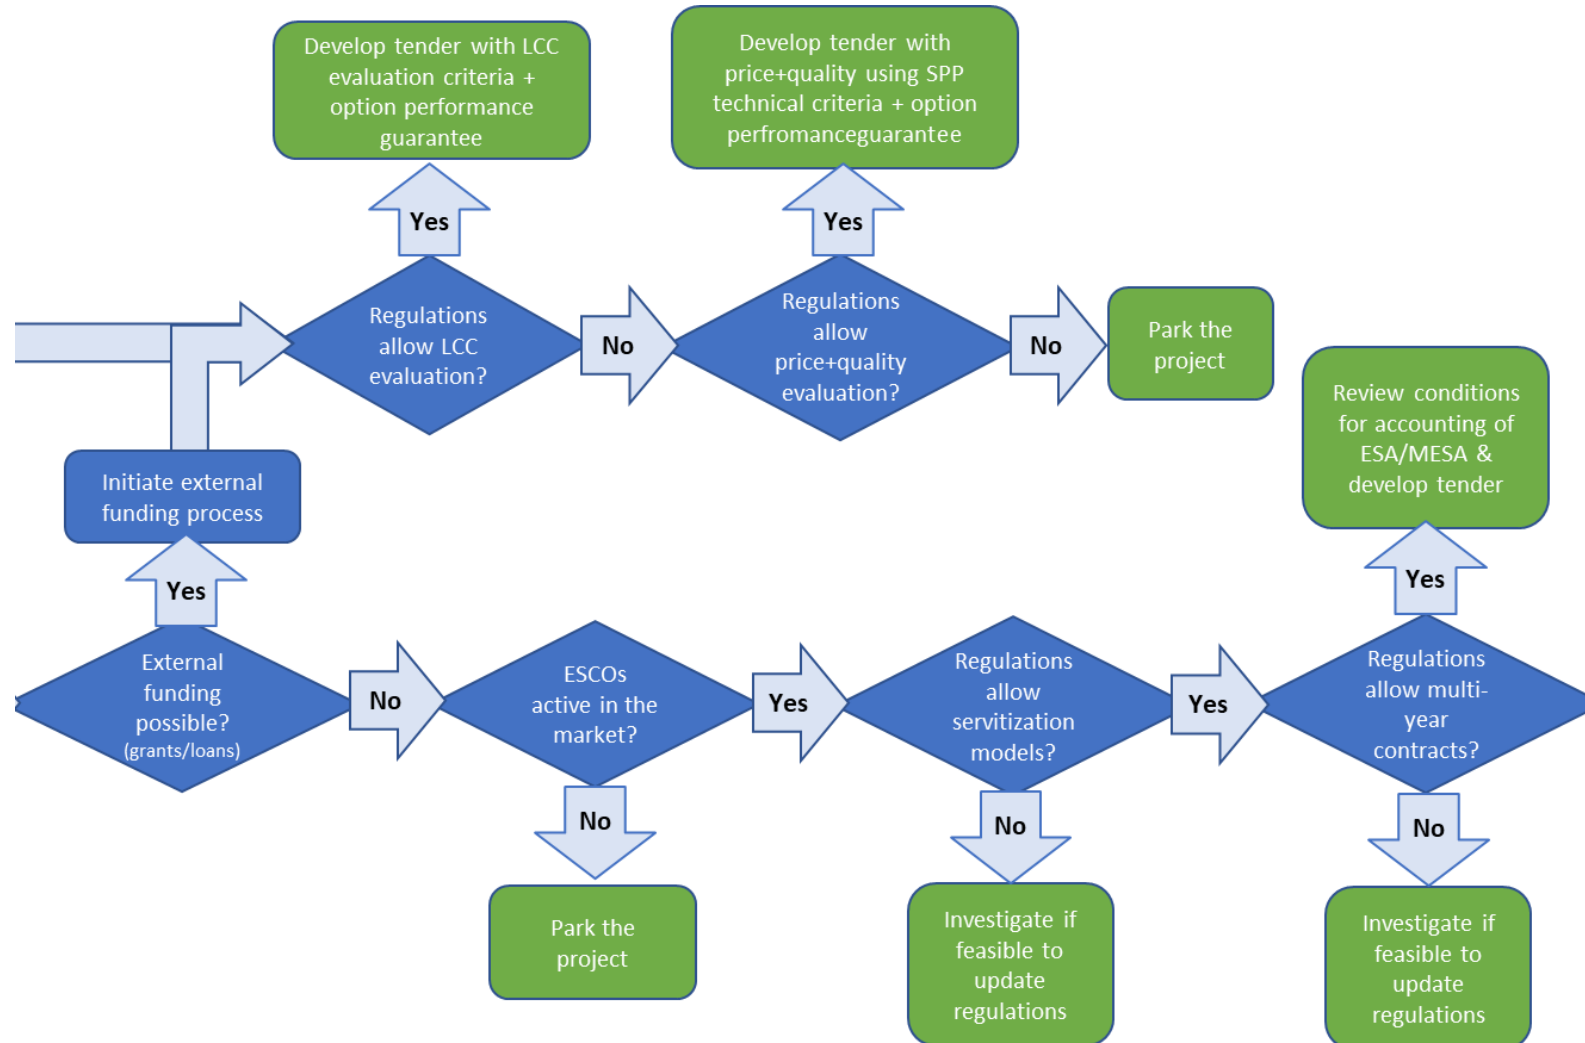 Develop tender with LCC
evaluation criteria +
option performance
guarantee
Develop tender with
price+quality using SPP
technical criteria + option
perfromanceguarantee
Yes
Yes
Regulations
allow LCC
evaluation?
No
Regulations
allow
price+quality
evaluation?
No
Park the
project
Review conditions
for accounting of
ESA/MESA &
develop tender
Initiate external
funding process
Yes
Yes
External
funding
possible?
(grants/loans)
No
ESCOs
active in the
market?
Yes
Regulations
allow
servitization
models?
Yes
Regulations
allow multi-
year
contracts?
No
No
No
Park the
project
Investigate if
feasible to
update
regulations
Investigate if
feasible to
update
regulations